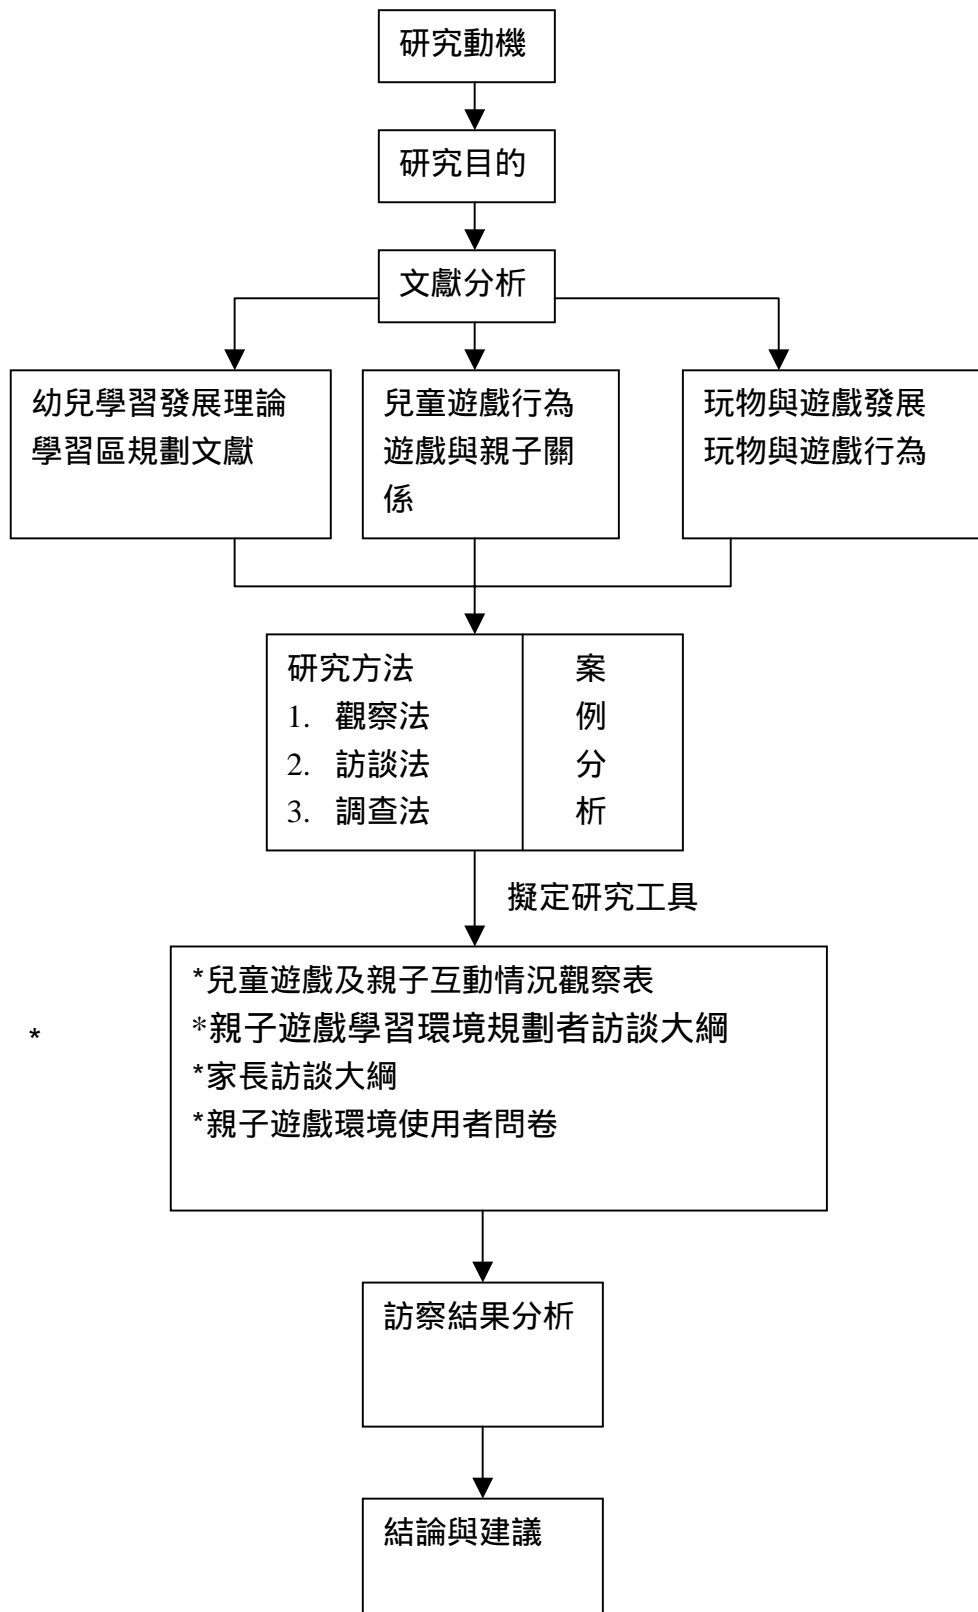 研究動機
研究目的
文獻分析
幼兒學習發展理論
學習區規劃文獻
兒童遊戲行為
遊戲與親子關
係
玩物與遊戲發展
玩物與遊戲行為
研究方法
1. 觀察法
2. 訪談法
3. 調查法
案
例
分
析
擬定研究工具
*兒童遊戲及親子互動情況觀察表
*親子遊戲學習環境規劃者訪談大綱
*家長訪談大綱
*親子遊戲環境使用者問卷
*
訪察結果分析
結論與建議